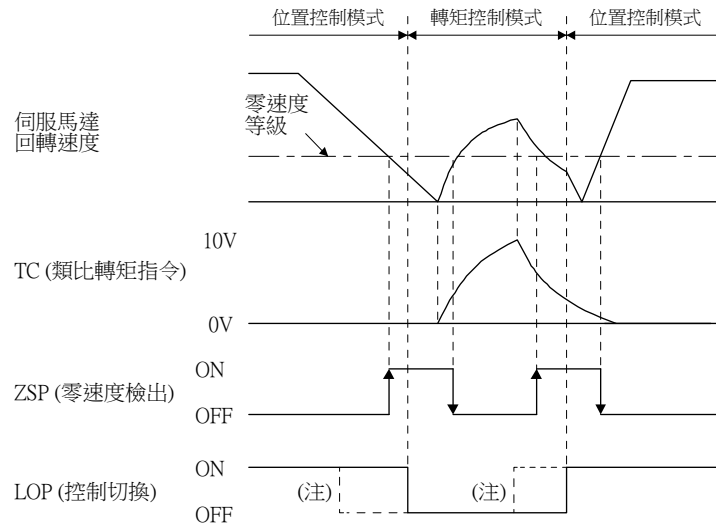 位置控制模式 轉矩控制模式 位置控制模式
零速度
等級
伺服馬達
回轉速度
10V
TC (類比轉矩指令)
0V
ON
ZSP (零速度檢出)
OFF
ON
LOP (控制切換) (注) (注)
OFF